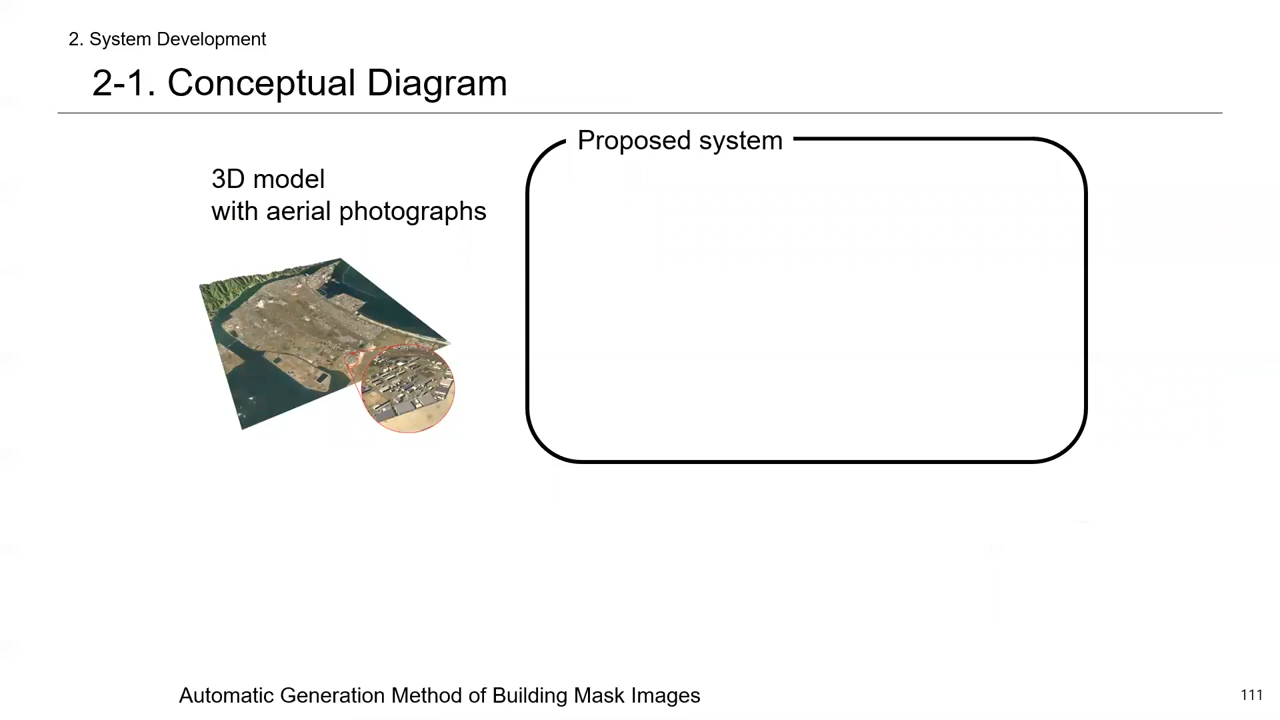 2. System Development
2-1. Conceptual Diagram
Proposed system
3D model
with aerial photographs
Automatic Generation Method of Building Mask Images
111